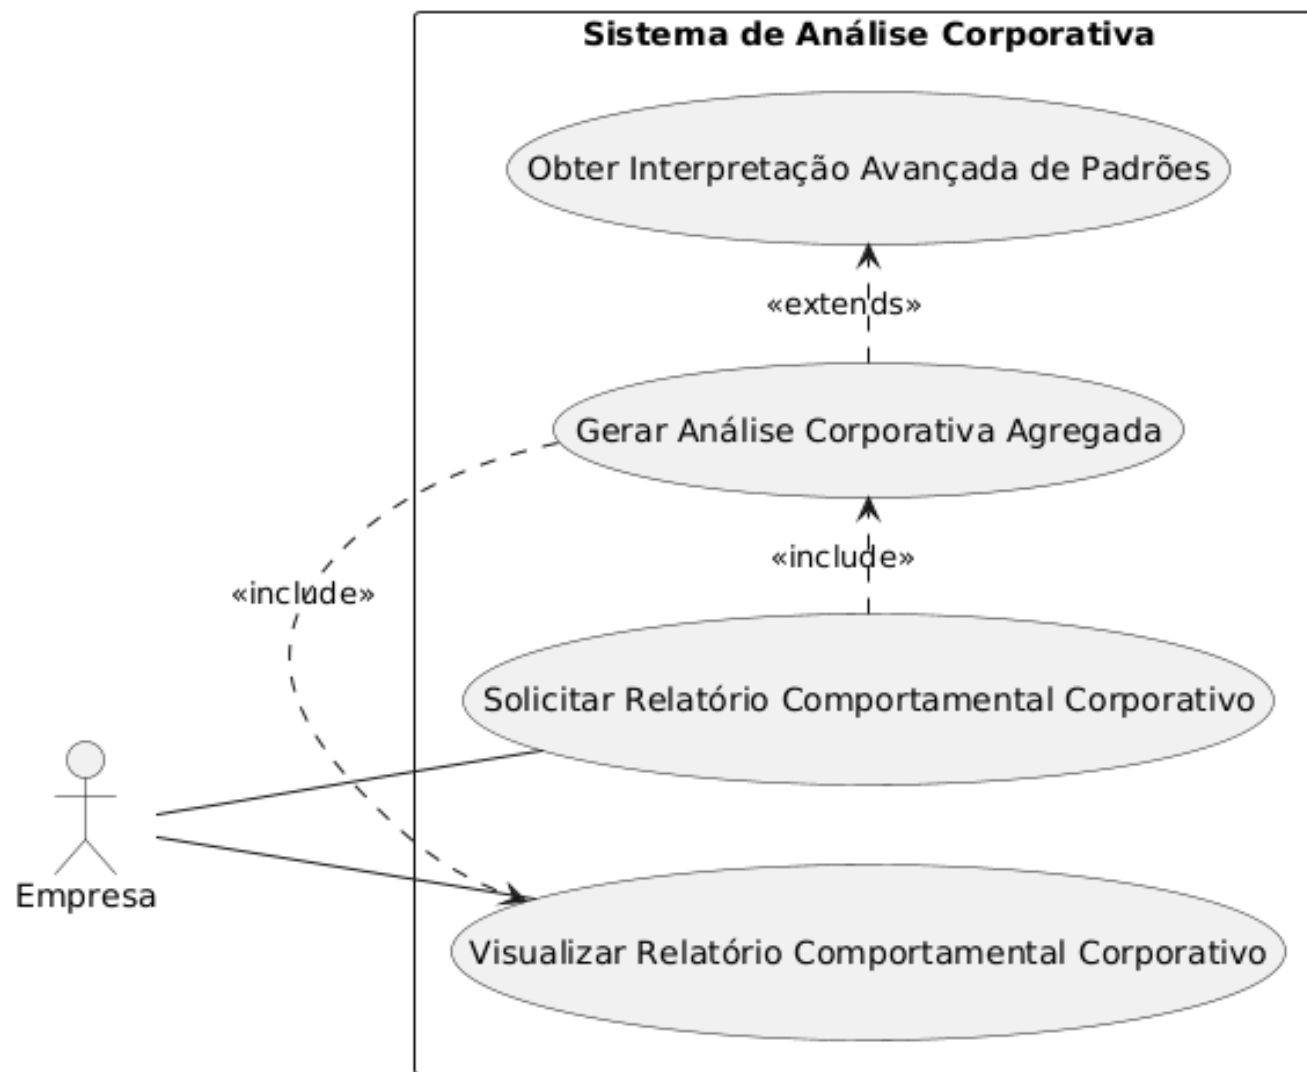 Sistema de Análise Corporativa
Obter Interpretação Avançada de Padrões
«extends»
Gerar Análise Corporativa Agregada
«include»
«include»
Solicitar Relatório Comportamental Corporativo
Empresa
Visualizar Relatório Comportamental Corporativo